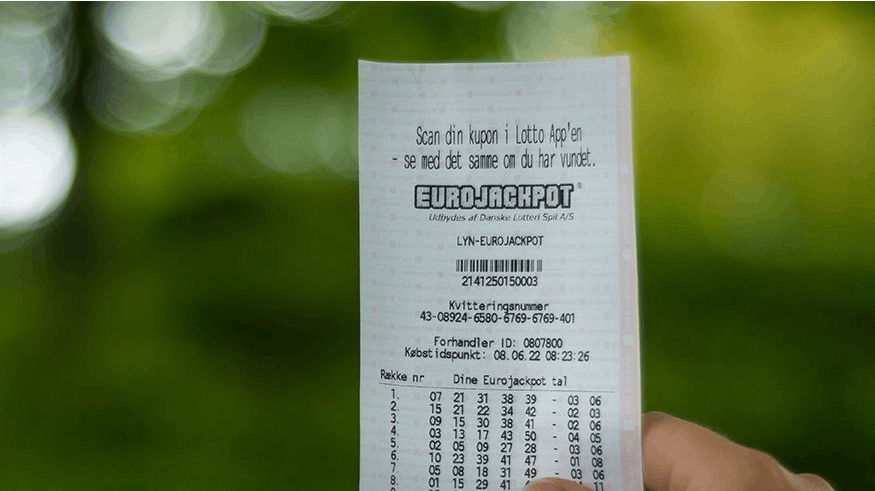 Scan din kupon i Lotto App'en
- se med det samme om du har vundet.
EUROJACKPOT®
Udbydes af Danske Lotteri Spil A/S
LYN-EUROJACKPOT
2141250150003
Kvitteringsnummer
43-08924-6580-6769-6769-401
Forhandler ID: 0807800
Købstidspunkt: 08.06.22 08:23:26
Række nr Dine Eurojackpot tal
1. 07 21 31 38 39 - 03 06
2. 15 21 22 34 42 - 02 03
3. 09 15 30 38 41 - 02 06
4. 03 13 17 43 50 - 04 05
5. 02 05 09 27 28 - 03 06
6. 10 23 39 41 47 - 01 08
7. 05 08 18 31 49 - 03 06
8. 01 15 29 41 11